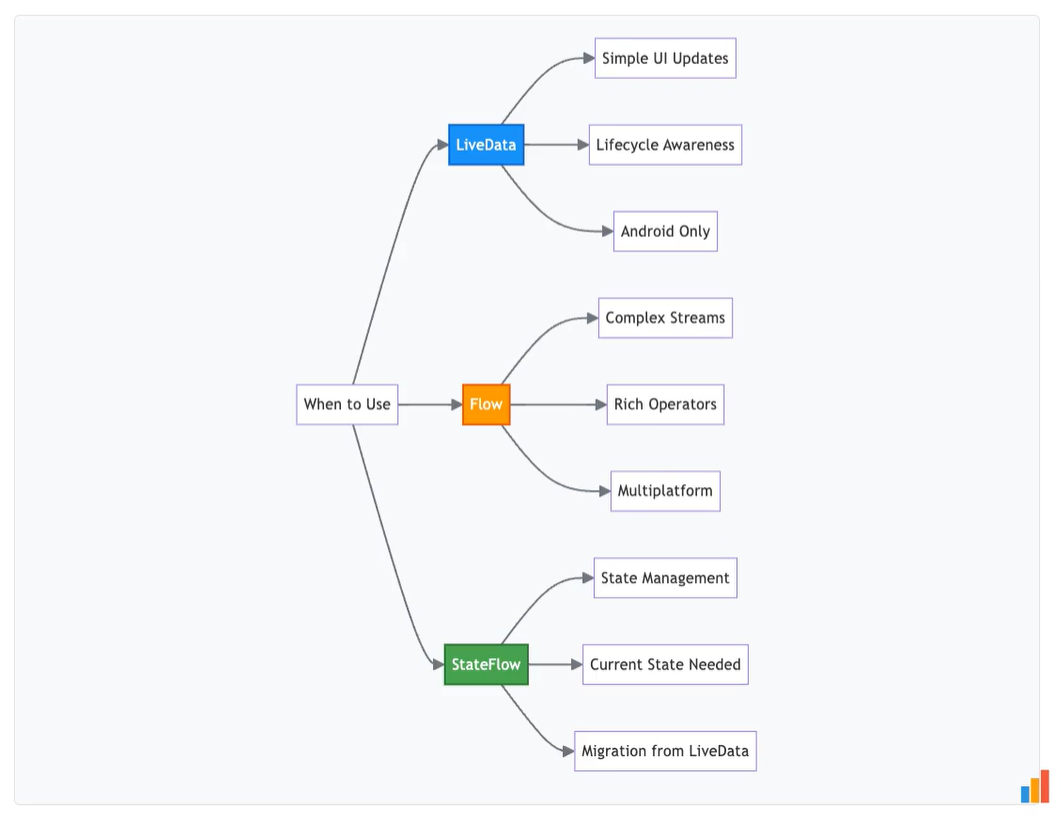 When to Use
LiveData
Simple UI Updates
Lifecycle Awareness
Android Only
Flow
Complex Streams
Rich Operators
Multiplatform
StateFlow
State Management
Current State Needed
Migration from LiveData